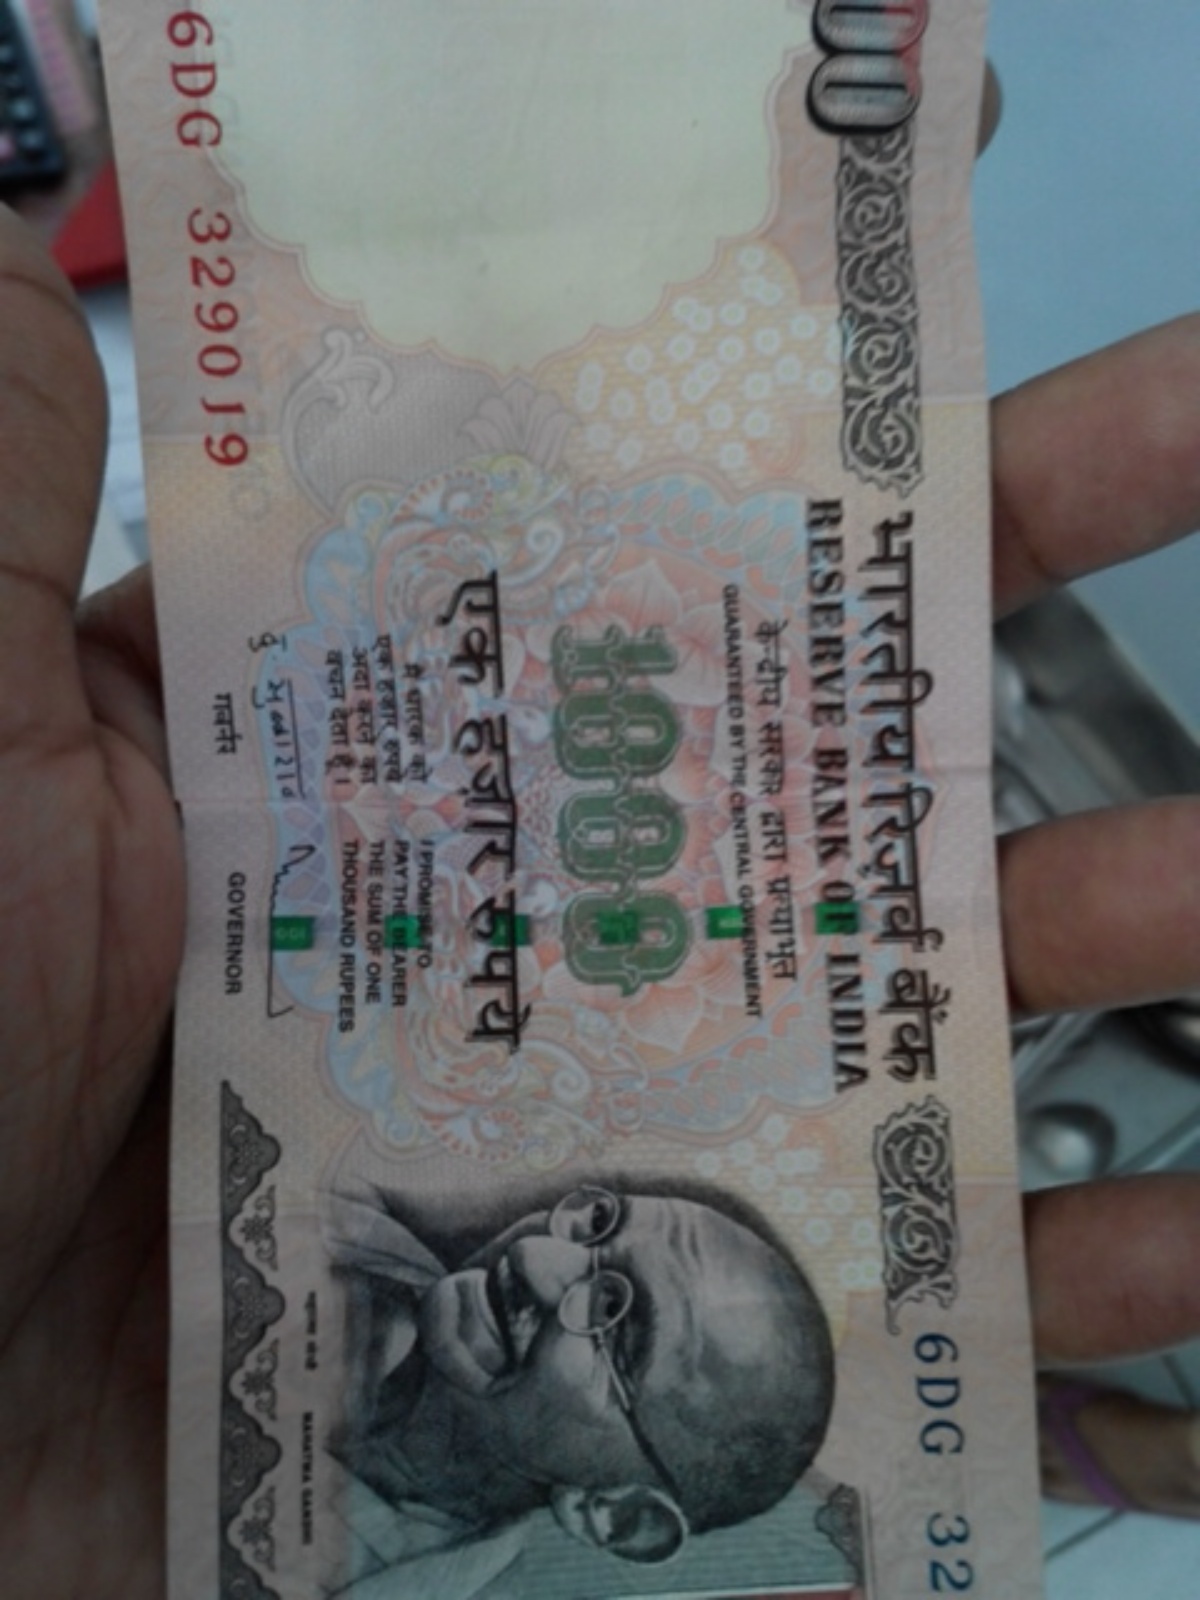 00
भारतीय रिज़र्व बैंक
RESERVE BANK OF INDIA
केन्द्रीय सरकार द्वारा प्रत्याभूत
GUARANTEED BY THE CENTRAL GOVERNMENT
6DG 32
1000
एक हज़ार रुपये
मैं धारक को
एक हज़ार रुपये
अदा करने का
वचन देता हूँ।
I PROMISE TO
PAY THE BEARER
THE SUM OF ONE
THOUSAND RUPEES
गवर्नर
GOVERNOR
महात्मा गांधी
MAHATMA GANDHI
6DG 329019